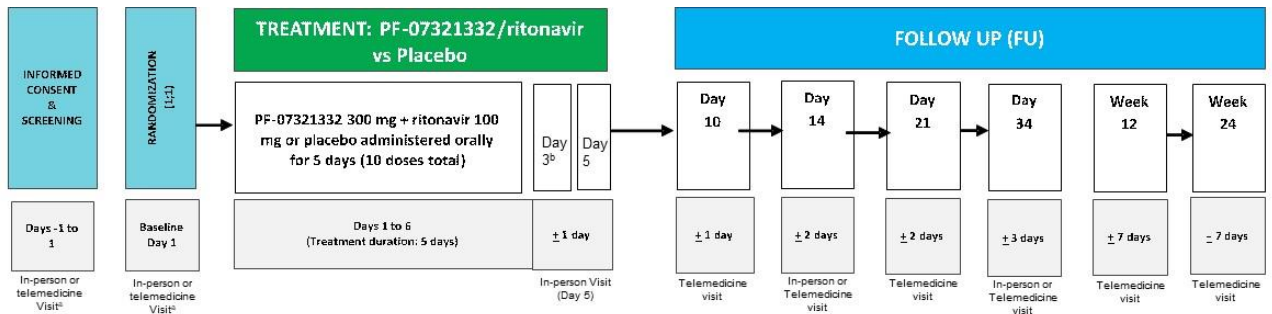 TREATMENT: PF-07321332/ritonavir
vs Placebo
FOLLOW UP (FU)
INFORMED
CONSENT
&
SCREENING
RANDOMIZATION
[1:1]
PF-07321332 300 mg + ritonavir 100
mg or placebo administered orally
for 5 days (10 doses total)
Day
3b
Day
5
Day
10
Day
14
Day
21
Day
34
Week
12
Week
24
Days -1 to
1
Baseline
Day 1
Days 1 to 6
(Treatment duration: 5 days)
± 1 day
± 1 day
± 2 days
± 2 days
± 3 days
± 7 days
– 7 days
In-person or
telemedicine
Visita
In-person or
telemedicine
Visita
In-person Visit
(Day 5)
Telemedicine
visit
In-person or
Telemedicine
visit
Telemedicine
visit
In-person or
Telemedicine
visit
Telemedicine
visit
Telemedicine
visit